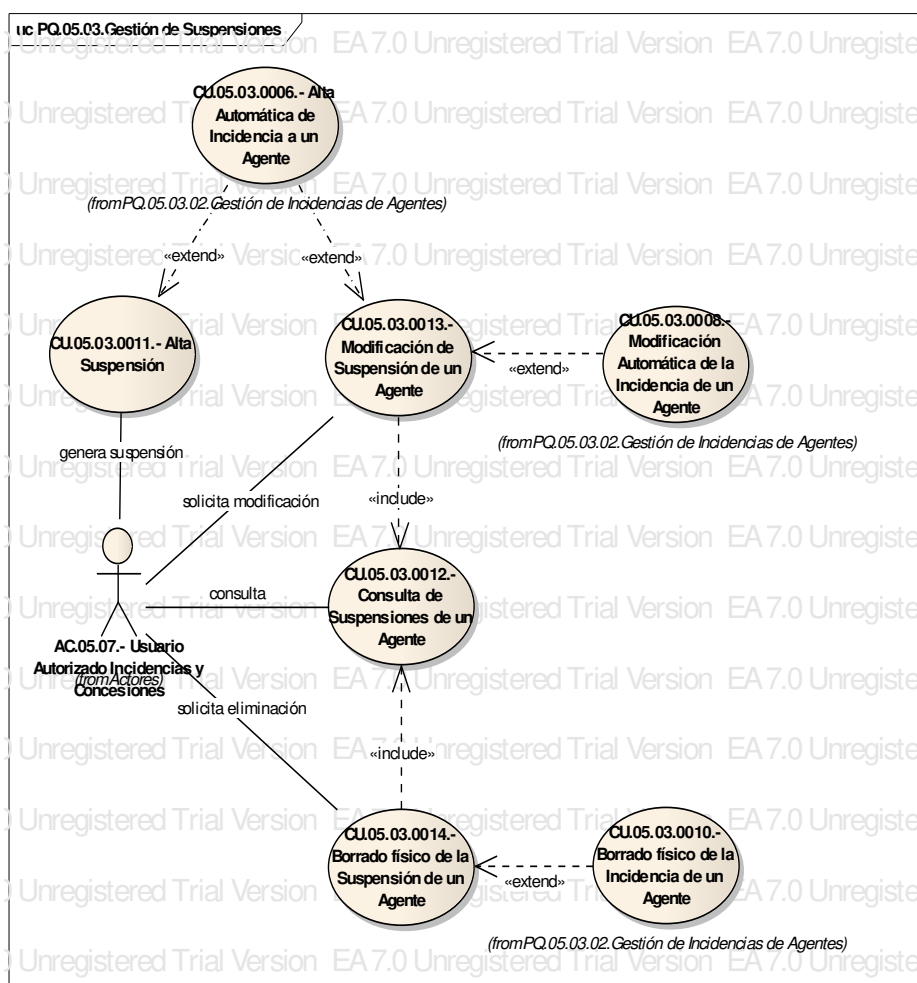 uc PQ.05.03.Gestión de Suspensiones
CU.05.03.0006.- Alta
Automática de
Incidencia a un
Agente
(from PQ.05.03.02.Gestión de Incidencias de Agentes)
«extend»
«extend»
CU.05.03.0011.- Alta
Suspensión
CU.05.03.0013.-
Modificación de
Suspensión de un
Agente
«extend»
CU.05.03.0008.-
Modificación
Automática de la
Incidencia de un
Agente
(from PQ.05.03.02.Gestión de Incidencias de Agentes)
genera suspensión
solicita modificación
«include»
consulta
CU.05.03.0012.-
Consulta de
Suspensiones de un
Agente
AC.05.07.- Usuario
Autorizado Incidencias y
Concesiones
(from Actores)
solicita eliminación
«include»
CU.05.03.0014.-
Borrado físico de la
Suspensión de un
Agente
«extend»
CU.05.03.0010.-
Borrado físico de la
Incidencia de un
Agente
(from PQ.05.03.02.Gestión de Incidencias de Agentes)
Unregistered Trial Version EA 7.0 Unregistered Trial Version EA 7.0 Unregiste